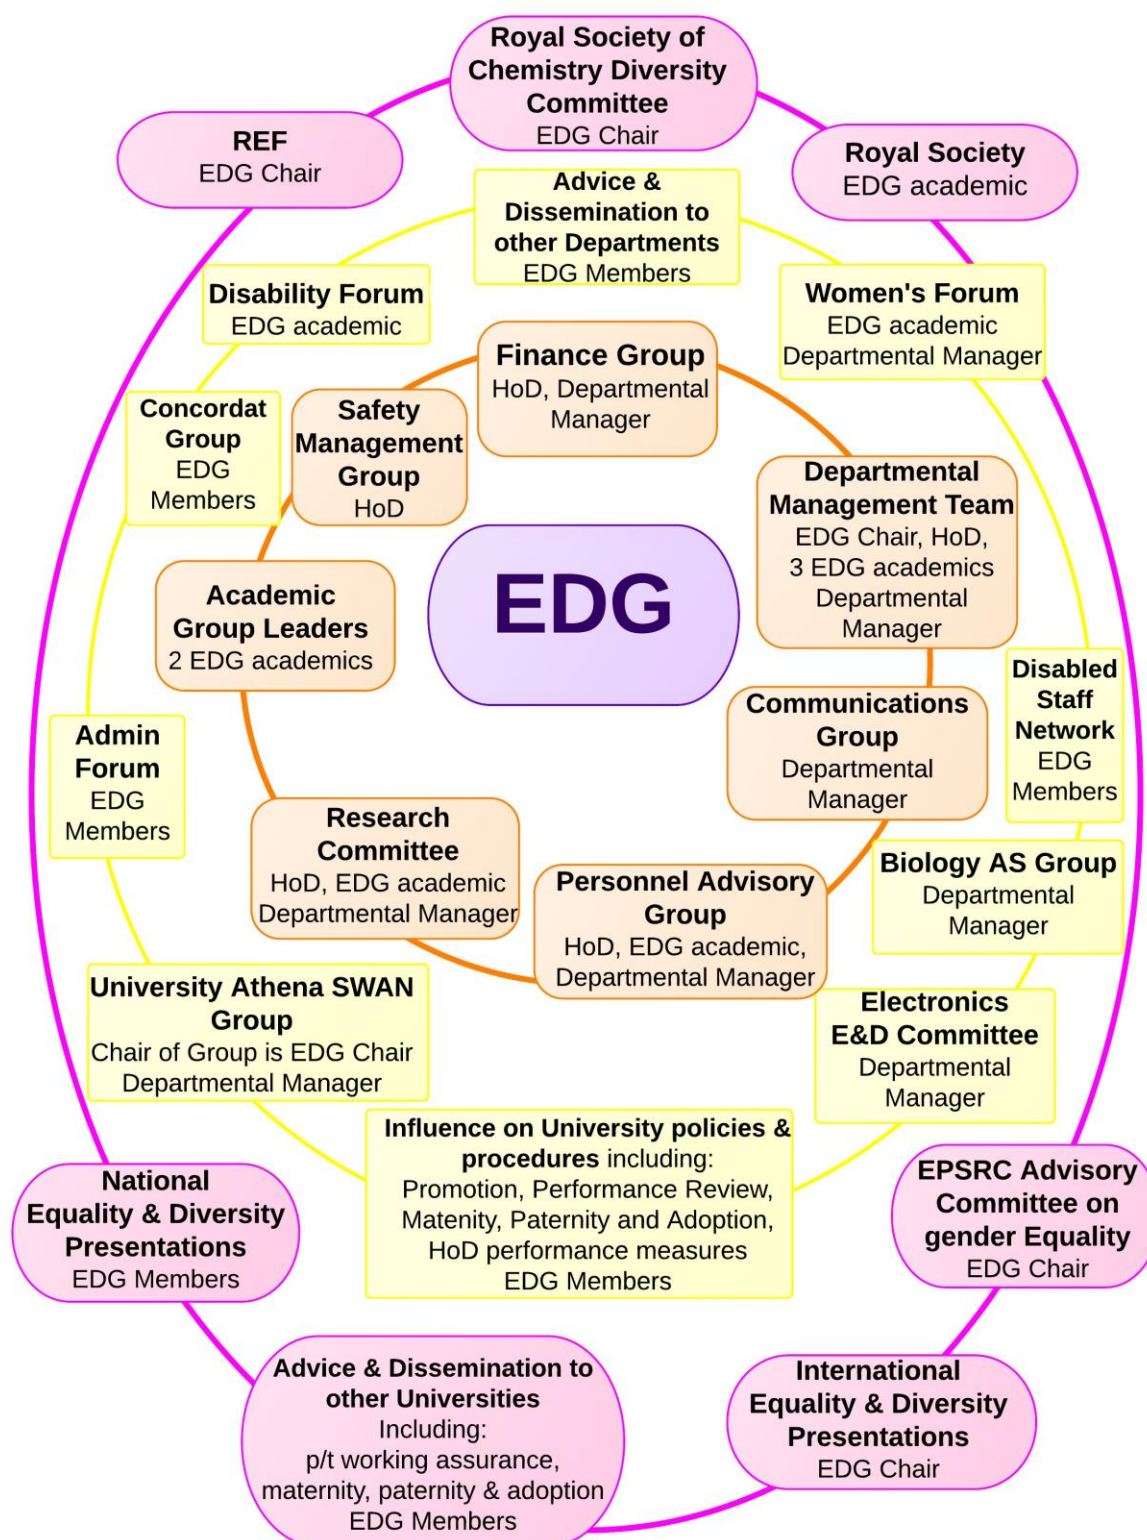 Royal Society of
Chemistry Diversity
Committee
EDG Chair
REF
EDG Chair
Royal Society
EDG academic
Advice &
Dissemination to
other Departments
EDG Members
Disability Forum
EDG academic
Women's Forum
EDG academic
Departmental Manager
Finance Group
HoD, Departmental
Manager
Concordat
Group
EDG
Members
Safety
Management
Group
HoD
Departmental
Management Team
EDG Chair, HoD,
3 EDG academics
Departmental
Manager
EDG
Academic
Group Leaders
2 EDG academics
Disabled
Staff
Network
EDG
Members
Communications
Group
Departmental
Manager
Admin
Forum
EDG
Members
Research
Committee
HoD, EDG academic
Departmental Manager
Personnel Advisory
Group
HoD, EDG academic,
Departmental Manager
Biology AS Group
Departmental
Manager
University Athena SWAN
Group
Chair of Group is EDG Chair
Departmental Manager
Electronics
E&D Committee
Departmental
Manager
Influence on University policies &
procedures including:
Promotion, Performance Review,
Matenity, Paternity and Adoption,
HoD performance measures
EDG Members
National
Equality & Diversity
Presentations
EDG Members
EPSRC Advisory
Committee on
gender Equality
EDG Chair
Advice & Dissemination to
other Universities
Including:
p/t working assurance,
maternity, paternity & adoption
EDG Members
International
Equality & Diversity
Presentations
EDG Chair